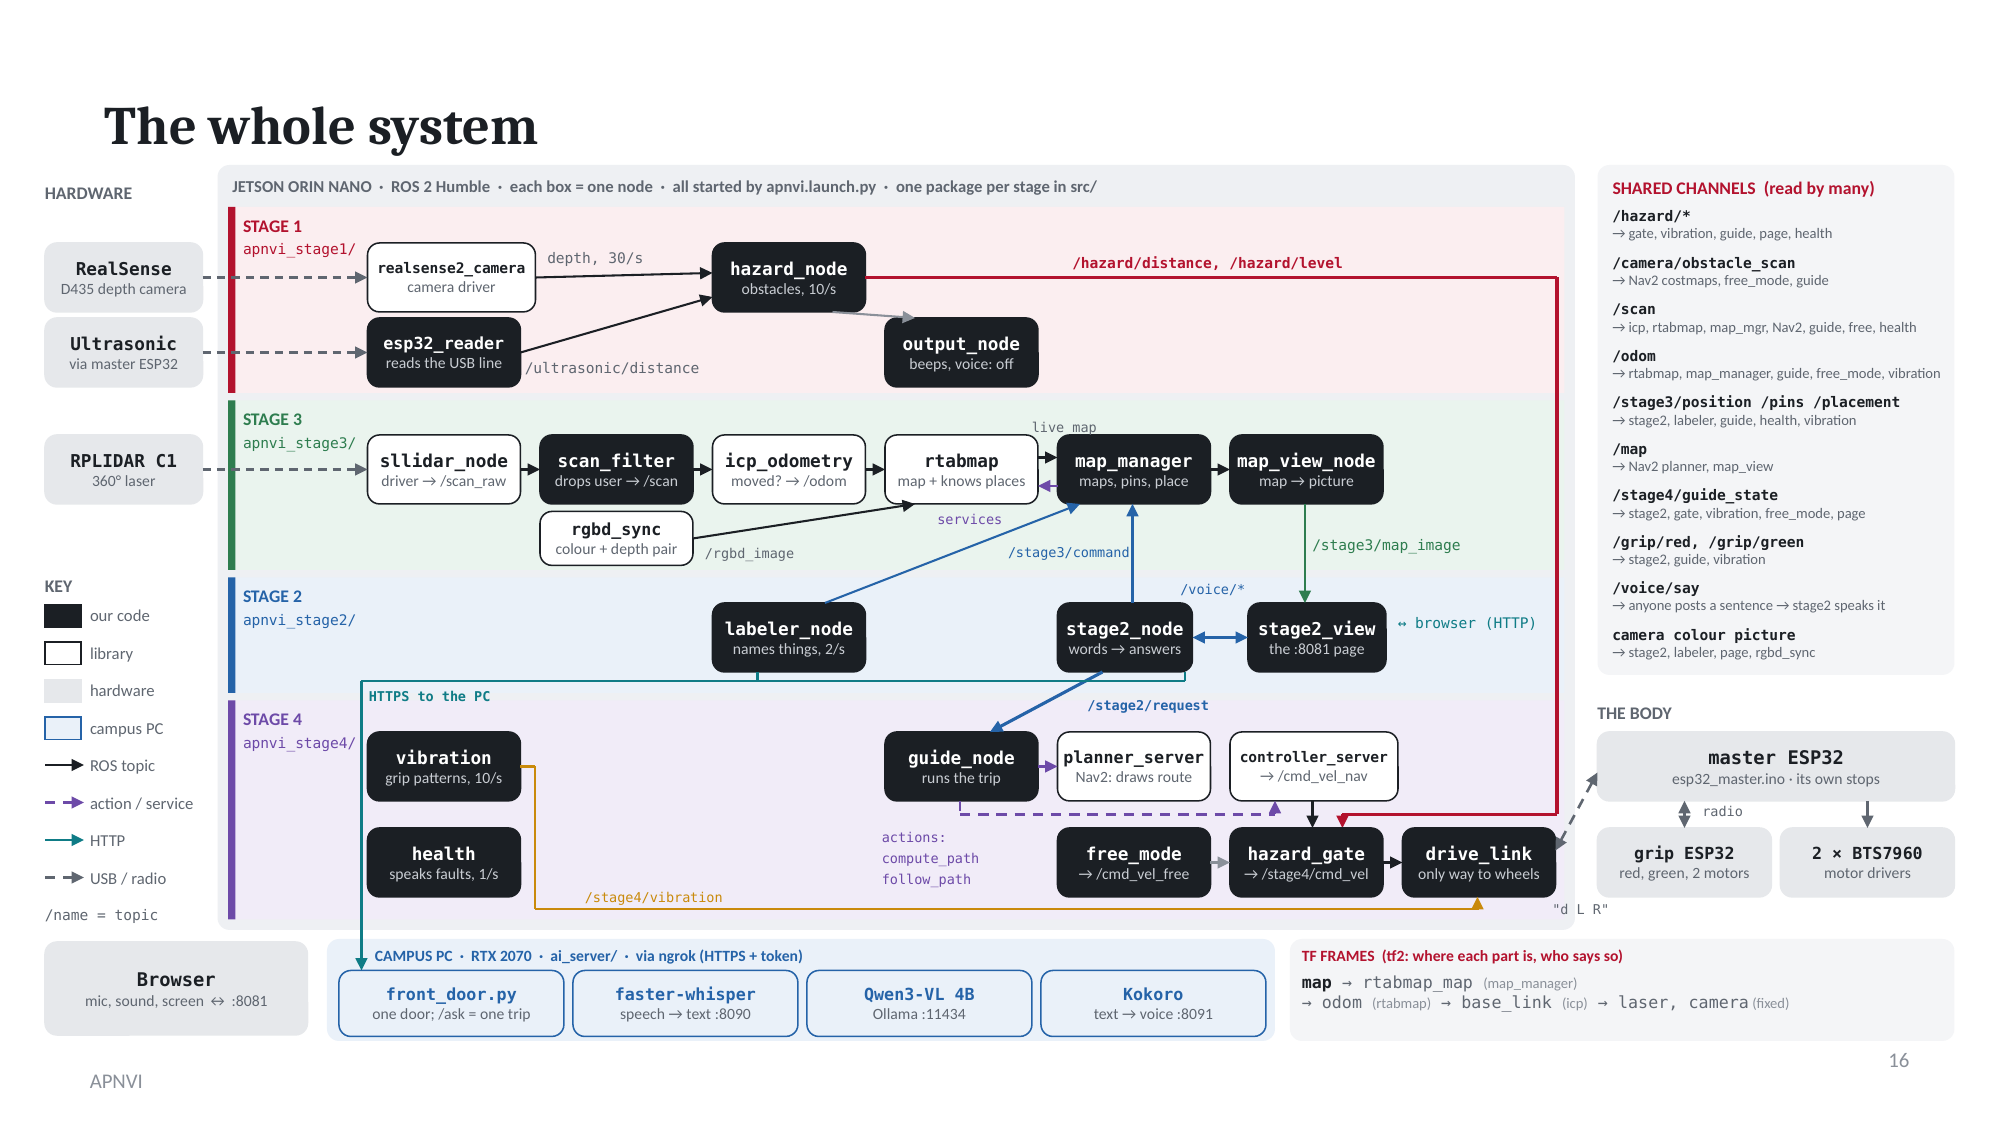 The whole system
HARDWARE
RealSense
D435 depth camera
Ultrasonic
via master ESP32
RPLIDAR C1
360° laser
KEY
our code
library
hardware
campus PC
ROS topic
action / service
HTTP
USB / radio
/name = topic
Browser
mic, sound, screen ↔ :8081
JETSON ORIN NANO · ROS 2 Humble · each box = one node · all started by apnvi.launch.py · one package per stage in src/
STAGE 1
apnvi_stage1/
realsense2_camera
camera driver
depth, 30/s
hazard_node
obstacles, 10/s
/hazard/distance, /hazard/level
esp32_reader
reads the USB line
/ultrasonic/distance
output_node
beeps, voice: off
STAGE 3
apnvi_stage3/
sllidar_node
driver → /scan_raw
scan_filter
drops user → /scan
icp_odometry
moved? → /odom
rtabmap
map + knows places
live map
map_manager
maps, pins, place
map_view_node
map → picture
services
rgbd_sync
colour + depth pair
/rgbd_image
/stage3/command
/stage3/map_image
STAGE 2
apnvi_stage2/
labeler_node
names things, 2/s
stage2_node
words → answers
/voice/*
stage2_view
the :8081 page
↔ browser (HTTP)
HTTPS to the PC
/stage2/request
STAGE 4
apnvi_stage4/
vibration
grip patterns, 10/s
guide_node
runs the trip
planner_server
Nav2: draws route
controller_server
→ /cmd_vel_nav
health
speaks faults, 1/s
actions:
compute_path
follow_path
free_mode
→ /cmd_vel_free
hazard_gate
→ /stage4/cmd_vel
drive_link
only way to wheels
/stage4/vibration
"d L R"
CAMPUS PC · RTX 2070 · ai_server/ · via ngrok (HTTPS + token)
front_door.py
one door; /ask = one trip
faster-whisper
speech → text :8090
Qwen3-VL 4B
Ollama :11434
Kokoro
text → voice :8091
SHARED CHANNELS (read by many)
/hazard/*
→ gate, vibration, guide, page, health
/camera/obstacle_scan
→ Nav2 costmaps, free_mode, guide
/scan
→ icp, rtabmap, map_mgr, Nav2, guide, free, health
/odom
→ rtabmap, map_manager, guide, free_mode, vibration
/stage3/position /pins /placement
→ stage2, labeler, guide, health, vibration
/map
→ Nav2 planner, map_view
/stage4/guide_state
→ stage2, gate, vibration, free_mode, page
/grip/red, /grip/green
→ stage2, guide, vibration
/voice/say
→ anyone posts a sentence → stage2 speaks it
camera colour picture
→ stage2, labeler, page, rgbd_sync
THE BODY
master ESP32
esp32_master.ino · its own stops
radio
grip ESP32
red, green, 2 motors
2 × BTS7960
motor drivers
TF FRAMES (tf2: where each part is, who says so)
map → rtabmap_map (map_manager)
→ odom (rtabmap) → base_link (icp) → laser, camera (fixed)
APNVI
16